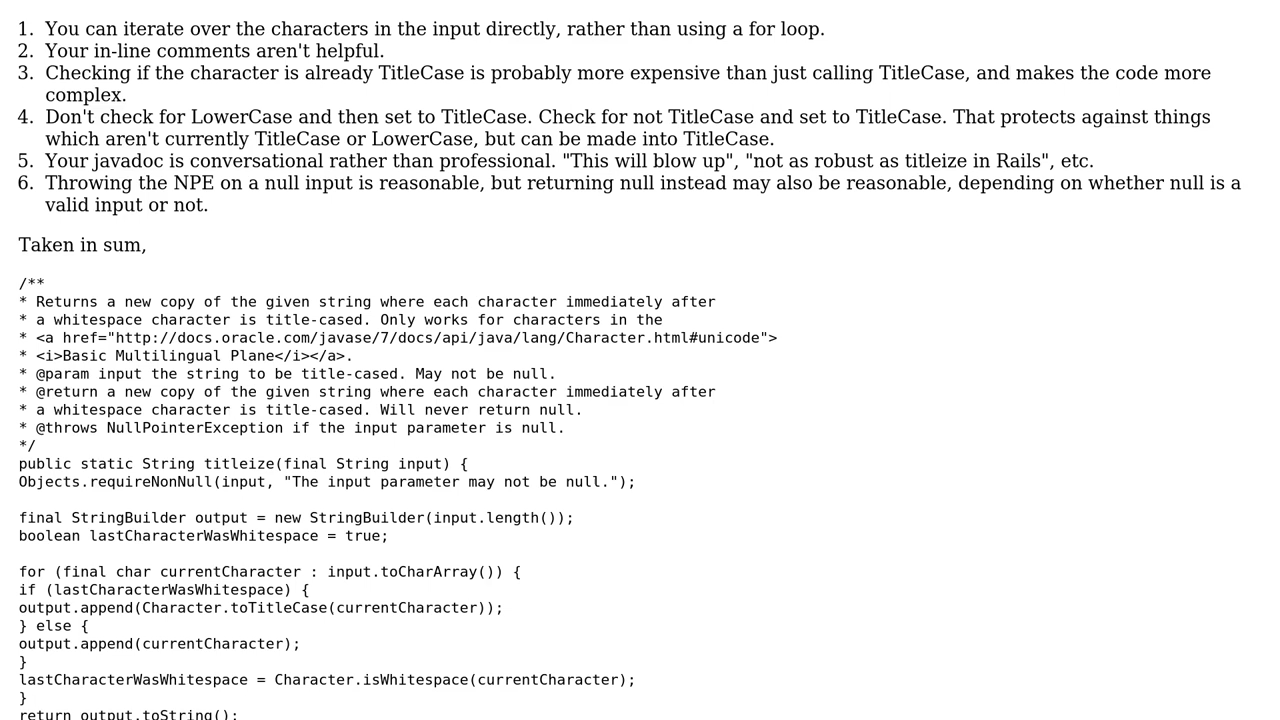 1. You can iterate over the characters in the input directly, rather than using a for loop.
2. Your in-line comments aren't helpful.
3. Checking if the character is already TitleCase is probably more expensive than just calling TitleCase, and makes the code more
complex.
4. Don't check for LowerCase and then set to TitleCase. Check for not TitleCase and set to TitleCase. That protects against things
which aren't currently TitleCase or LowerCase, but can be made into TitleCase.
5. Your javadoc is conversational rather than professional. "This will blow up", "not as robust as titleize in Rails", etc.
6. Throwing the NPE on a null input is reasonable, but returning null instead may also be reasonable, depending on whether null is a
valid input or not.
Taken in sum,
/**
* Returns a new copy of the given string where each character immediately after
* a whitespace character is title-cased. Only works for characters in the
* <a href="http://docs.oracle.com/javase/7/docs/api/java/lang/Character.html#unicode">
* <i>Basic Multilingual Plane</i></a>.
* @param input the string to be title-cased. May not be null.
* @return a new copy of the given string where each character immediately after
* a whitespace character is title-cased. Will never return null.
* @throws NullPointerException if the input parameter is null.
*/
public static String titleize(final String input) {
Objects.requireNonNull(input, "The input parameter may not be null.");
final StringBuilder output = new StringBuilder(input.length());
boolean lastCharacterWasWhitespace = true;
for (final char currentCharacter : input.toCharArray()) {
if (lastCharacterWasWhitespace) {
output.append(Character.toTitleCase(currentCharacter));
} else {
output.append(currentCharacter);
}
lastCharacterWasWhitespace = Character.isWhitespace(currentCharacter);
}
return output.toString();